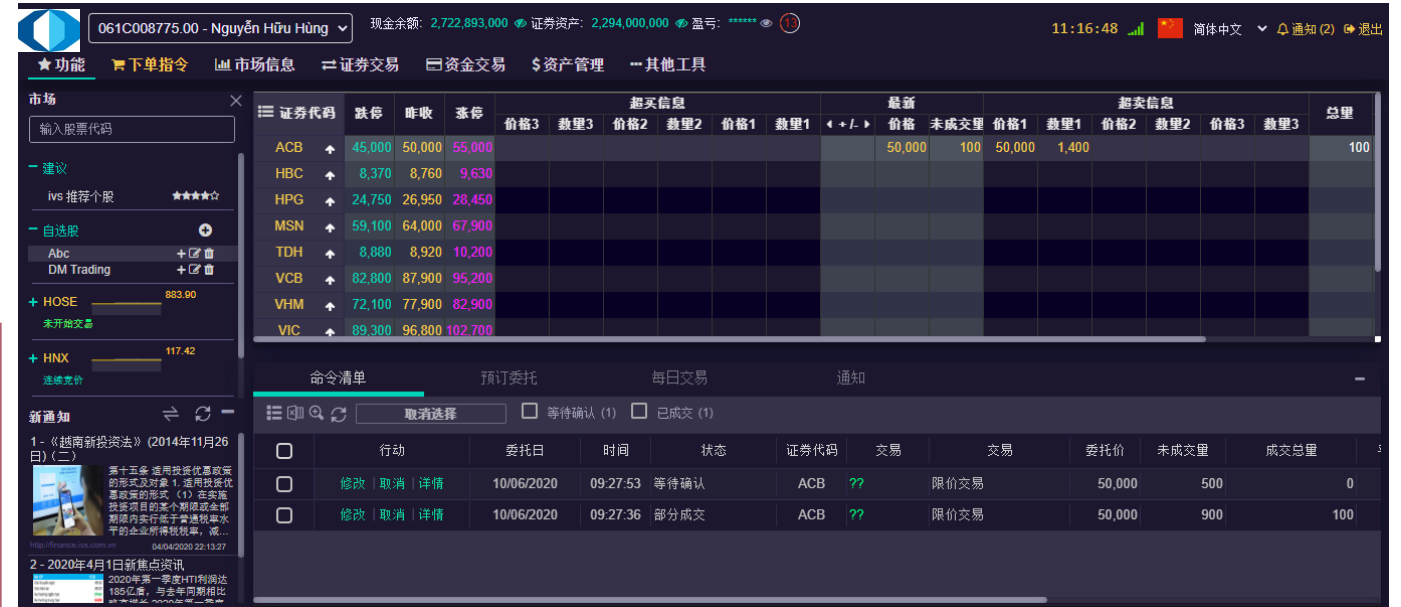 061C008775.00 - Nguyễn Hữu Hùng 现金余额: 2,722,893,000 证券资产: 2,294,000,000 盈亏: ****** 13 11:16:48 简体中文 通知 (2) 退出
功能 下单指令 市场信息 证券交易 资金交易 $资产管理 其他工具
市场
输入股票代码
建议
ivs 推荐个股
自选股
Abc
DM Trading
+ HOSE 883.90
未开始交易
+ HNX 117.42
连续竞价
新通知
1 - 《越南新投资法》(2014年11月26
日) (二)
第十五条 适用投资优惠政策
的形式及对象 1. 适用投资优
惠政策的形式 （1）在实施
投资项目的某个期限或全部
期限内实行低于普通税率水
平的企业所得税税率，减...
http://finance.ivs.com.vn 04/04/2020 22:13:27
2 - 2020年4月1日新焦点资讯
2020年第一季度HTI利润达
185亿盾，与去年同期相比
证券代码 跌停 昨收 涨停 超买信息 最新 超卖信息 总量
价格3 数量3 价格2 数量2 价格1 数量1 + /- 价格 未成交量 价格1 数量1 价格2 数量2 价格3 数量3
ACB 45,000 50,000 55,000 50,000 100 50,000 1,400 100
HBC 8,370 8,760 9,630
HPG 24,750 26,950 28,450
MSN 59,100 64,000 67,900
TDH 8,880 8,920 10,200
VCB 82,800 87,900 95,200
VHM 72,100 77,900 82,900
VIC 89,300 96,800 102,700
命令清单 预订委托 每日交易 通知
取消选择 等待确认 (1) 已成交 (1)
行动 委托日 时间 状态 证券代码 交易 交易 委托价 未成交量 成交总量
修改 | 取消 | 详情 10/06/2020 09:27:53 等待确认 ACB ?? 限价交易 50,000 500 0
修改 | 取消 | 详情 10/06/2020 09:27:36 部分成交 ACB ?? 限价交易 50,000 900 100